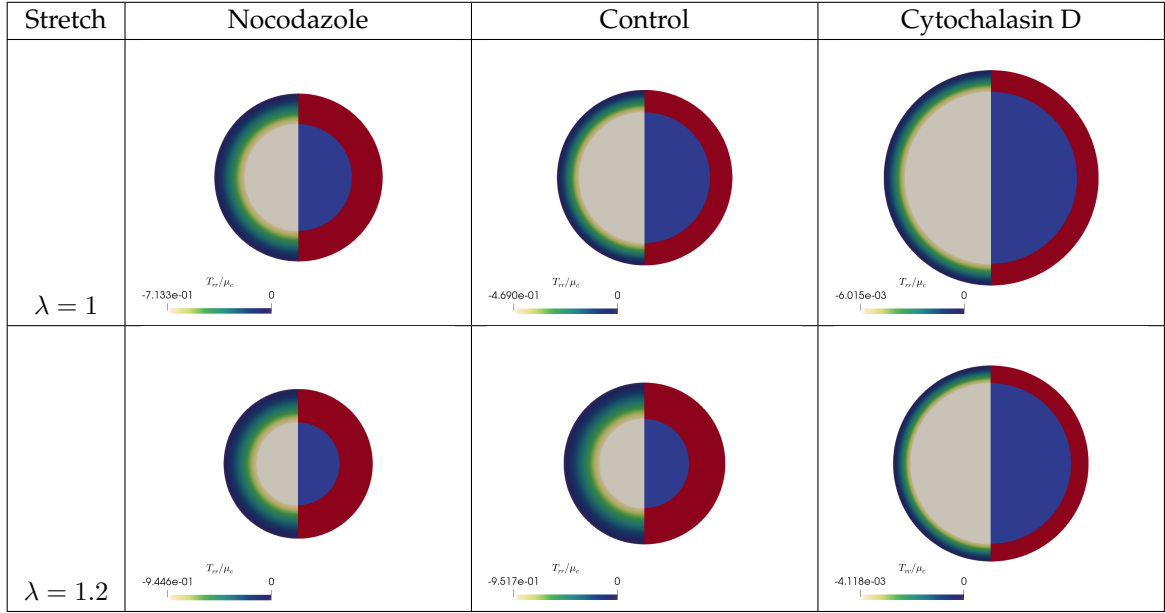 Stretch Nocodazole Control Cytochalasin D
λ = 1
T_rr/μ_c T_rr/μ_c T_rr/μ_c
-7.133e-01 0 -4.690e-01 0 -6.015e-03 0
λ = 1.2
T_rr/μ_c T_rr/μ_c T_rr/μ_c
-9.446e-01 0 -9.517e-01 0 -4.118e-03 0